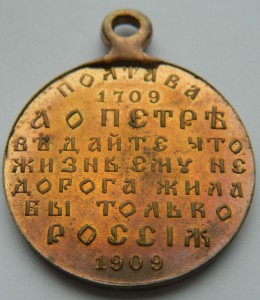 ПОЛТАВА
1709
А О ПЕТРѢ
ВѢДАЙТЕ ЧТО
ЖИЗНЬ ЕМУ НЕ
ДОРОГА ЖИЛА
БЫ ТОЛЬКО
РОССІЯ
1909